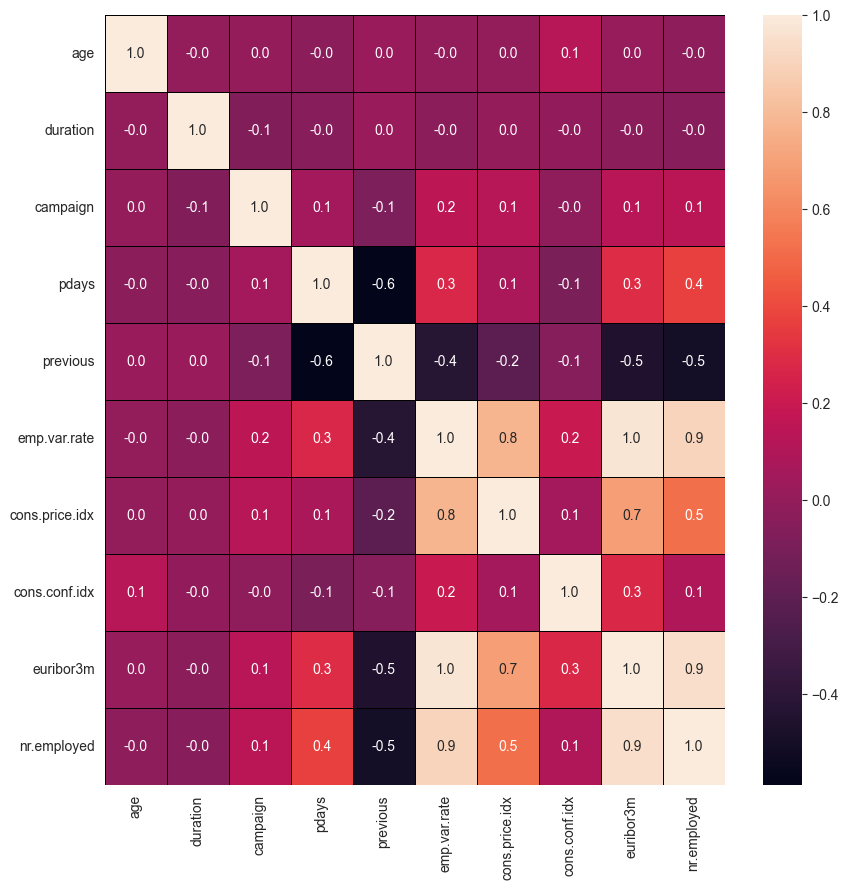 age 1.0 -0.0 0.0 -0.0 0.0 -0.0 0.0 0.1 0.0 -0.0
duration -0.0 1.0 -0.1 -0.0 0.0 -0.0 0.0 -0.0 -0.0 -0.0
campaign 0.0 -0.1 1.0 0.1 -0.1 0.2 0.1 -0.0 0.1 0.1
pdays -0.0 -0.0 0.1 1.0 -0.6 0.3 0.1 -0.1 0.3 0.4
previous 0.0 0.0 -0.1 -0.6 1.0 -0.4 -0.2 -0.1 -0.5 -0.5
emp.var.rate -0.0 -0.0 0.2 0.3 -0.4 1.0 0.8 0.2 1.0 0.9
cons.price.idx 0.0 0.0 0.1 0.1 -0.2 0.8 1.0 0.1 0.7 0.5
cons.conf.idx 0.1 -0.0 -0.0 -0.1 -0.1 0.2 0.1 1.0 0.3 0.1
euribor3m 0.0 -0.0 0.1 0.3 -0.5 1.0 0.7 0.3 1.0 0.9
nr.employed -0.0 -0.0 0.1 0.4 -0.5 0.9 0.5 0.1 0.9 1.0
age duration campaign pdays previous emp.var.rate cons.price.idx cons.conf.idx euribor3m nr.employed
1.0
0.8
0.6
0.4
0.2
0.0
−0.2
−0.4